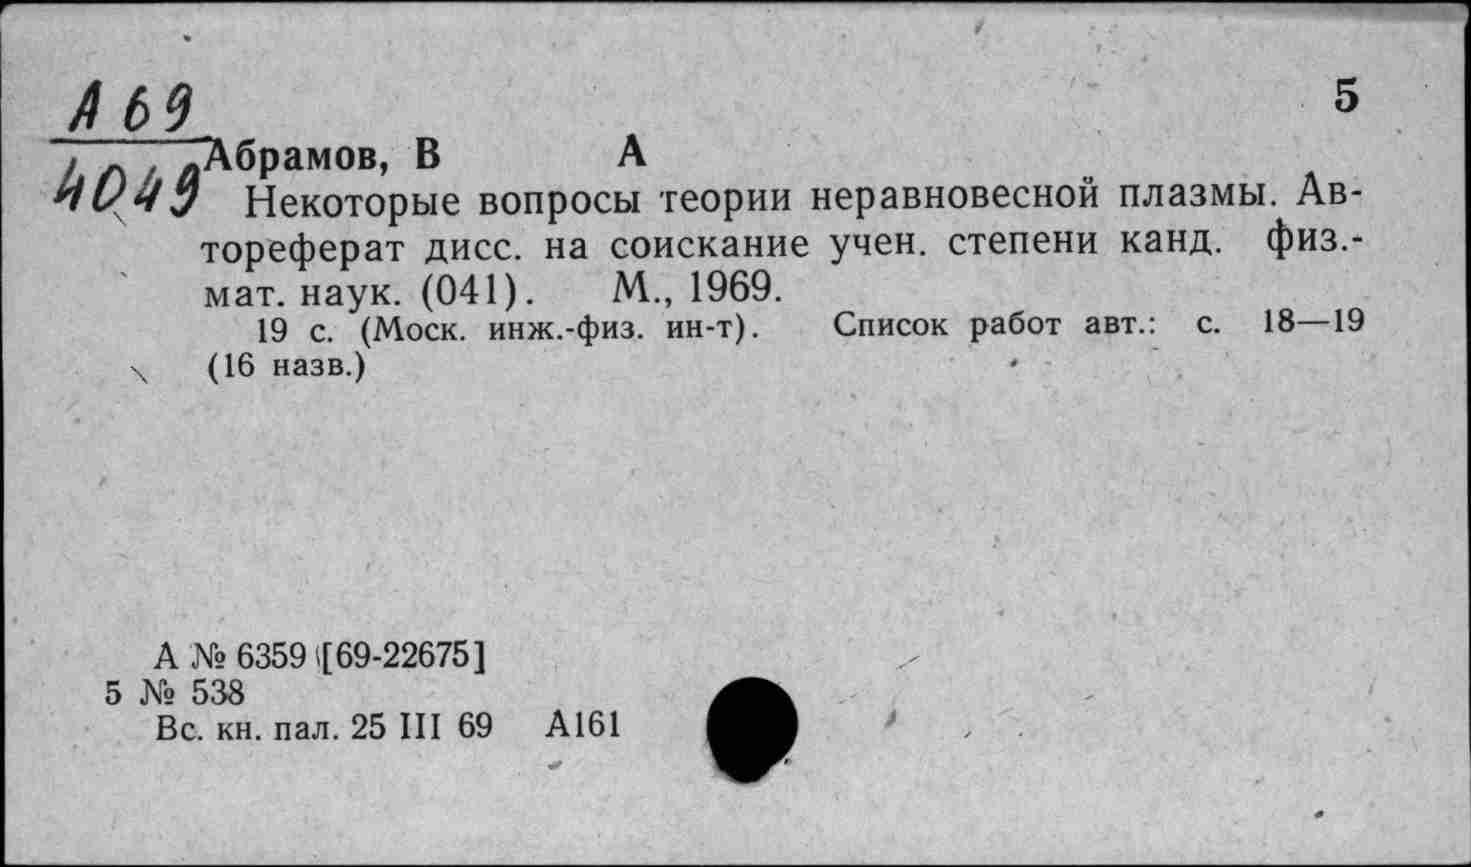 А 69
5
4049
Абрамов, В А
Некоторые вопросы теории неравновесной плазмы. Ав-
тореферат дисс. на соискание учен. степени канд. физ.-
мат. наук. (041). М., 1969.
19 с. (Моск. инж.-физ. ин-т). Список работ авт.: с. 18—19
(16 назв.)
А № 6359 [69-22675]
5 № 538
Вс. кн. пал. 25 III 69 А161